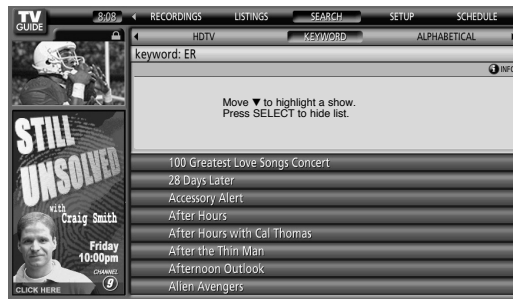 TV
GUIDE
8:08
RECORDINGS LISTINGS SEARCH SETUP SCHEDULE
HDTV KEYWORD ALPHABETICAL
keyword: ER
INFO
Move ▼ to highlight a show.
Press SELECT to hide list.
STILL
UNSOLVED
with
Craig Smith
Friday
10:00pm
CHANNEL
9
CLICK HERE
100 Greatest Love Songs Concert
28 Days Later
Accessory Alert
After Hours
After Hours with Cal Thomas
After the Thin Man
Afternoon Outlook
Alien Avengers